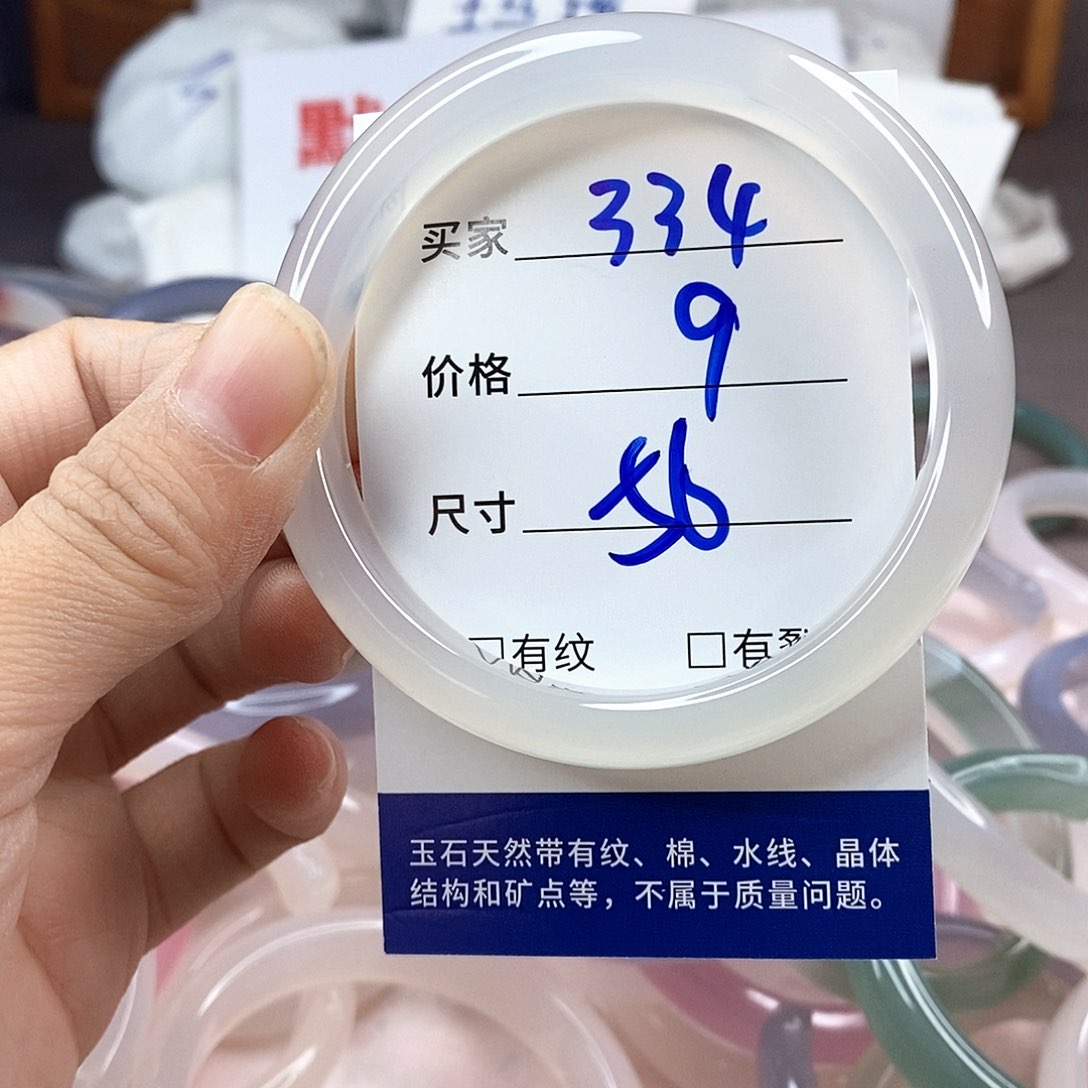 买家 334
价格 9
尺寸 56
□有纹 □有裂
玉石天然带有纹、棉、水线、晶体
结构和矿点等，不属于质量问题。